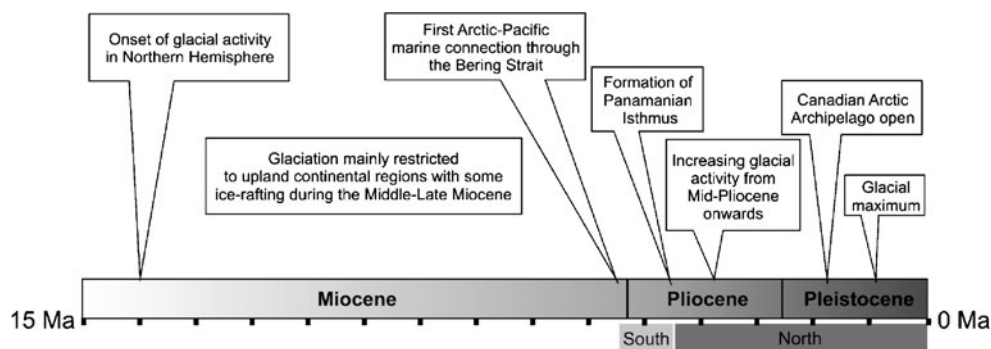 Onset of glacial activity
in Northern Hemisphere
First Arctic-Pacific
marine connection through
the Bering Strait
Formation of
Panamanian
Isthmus
Canadian Arctic
Archipelago open
Glaciation mainly restricted
to upland continental regions with some
ice-rafting during the Middle-Late Miocene
Increasing glacial
activity from
Mid-Pliocene
onwards
Glacial
maximum
Miocene
Pliocene
Pleistocene
15 Ma
0 Ma
South
North